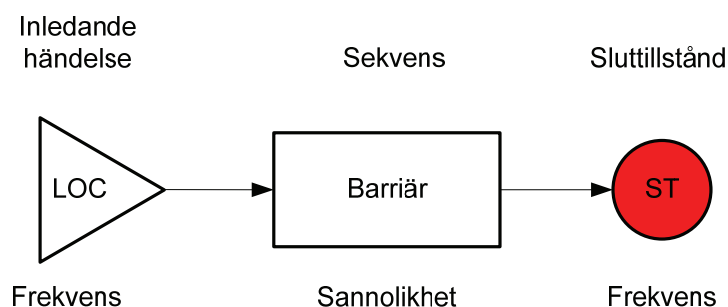 Inledande
händelse
Sekvens
Sluttillstånd
LOC
Barriär
ST
Frekvens
Sannolikhet
Frekvens